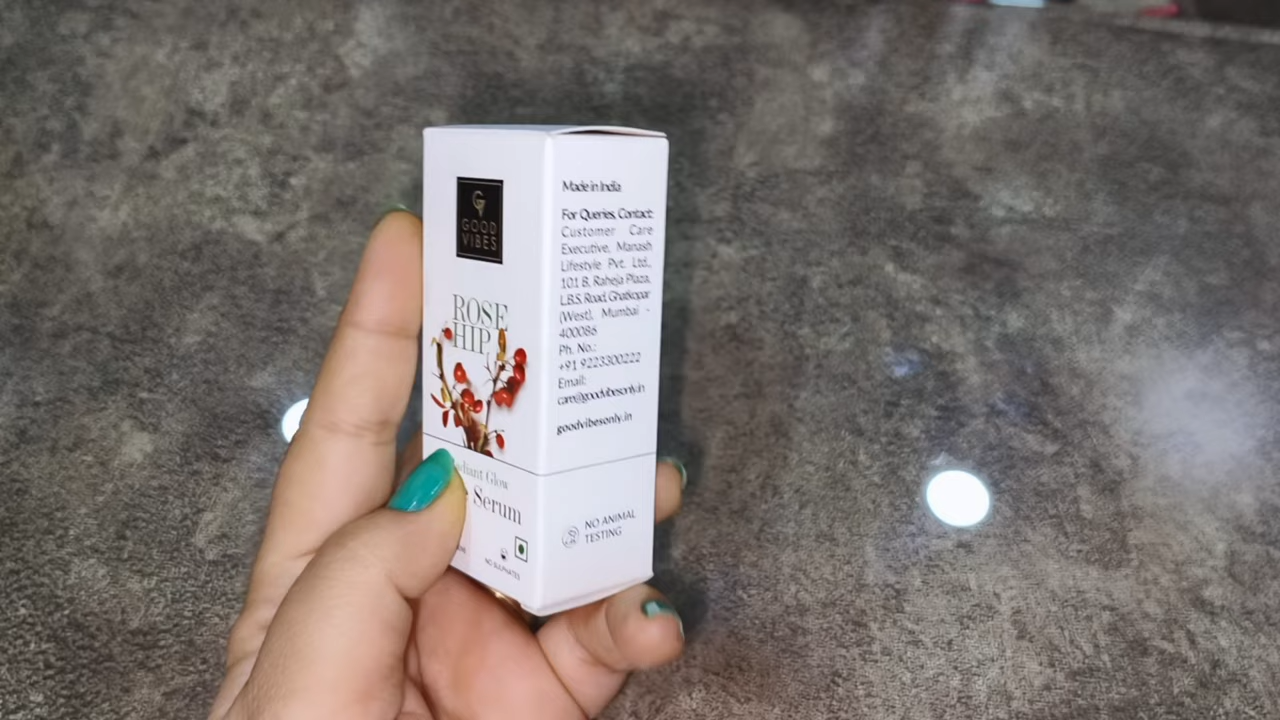 GV
GOOD
VIBES
ROSE
HIP
Glow
Serum
NO SULPHATES
Made in India
For Queries, Contact:
Customer Care
Executive, Manash
Lifestyle Pvt. Ltd.,
101 B, Raheja Plaza,
L.B.S. Road, Ghatkopar
(West), Mumbai -
400086
Ph. No.:
+91 9223300222
Email:
care@goodvibesonly.in
goodvibesonly.in
NO ANIMAL
TESTING